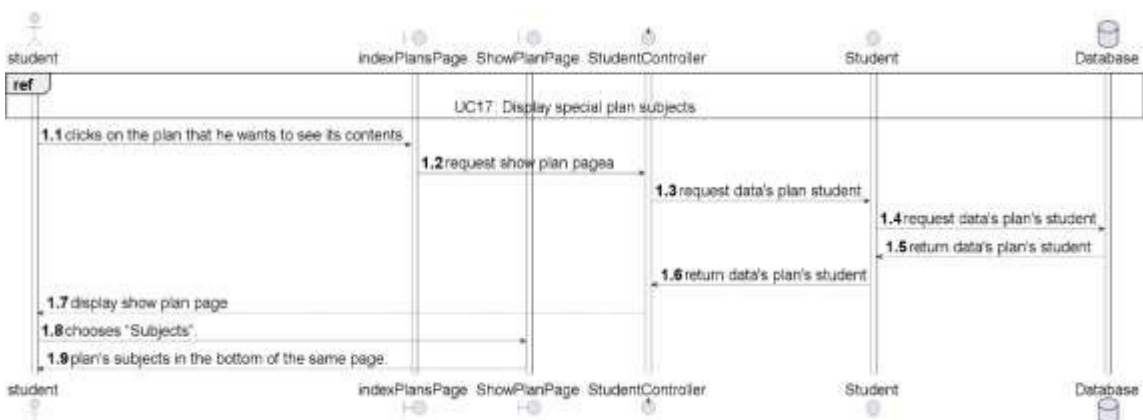 student indexPlansPage ShowPlanPage StudentController Student Database
ref
UC17: Display special plan subjects
1.1 clicks on the plan that he wants to see its contents
1.2 request show plan pagea
1.3 request data's plan student
1.4 request data's plan's student
1.5 return data's plan's student
1.6 return data's plan's student
1.7 display show plan page
1.8 chooses "Subjects".
1.9 plan's subjects in the bottom of the same page.
student indexPlansPage ShowPlanPage StudentController Student Database